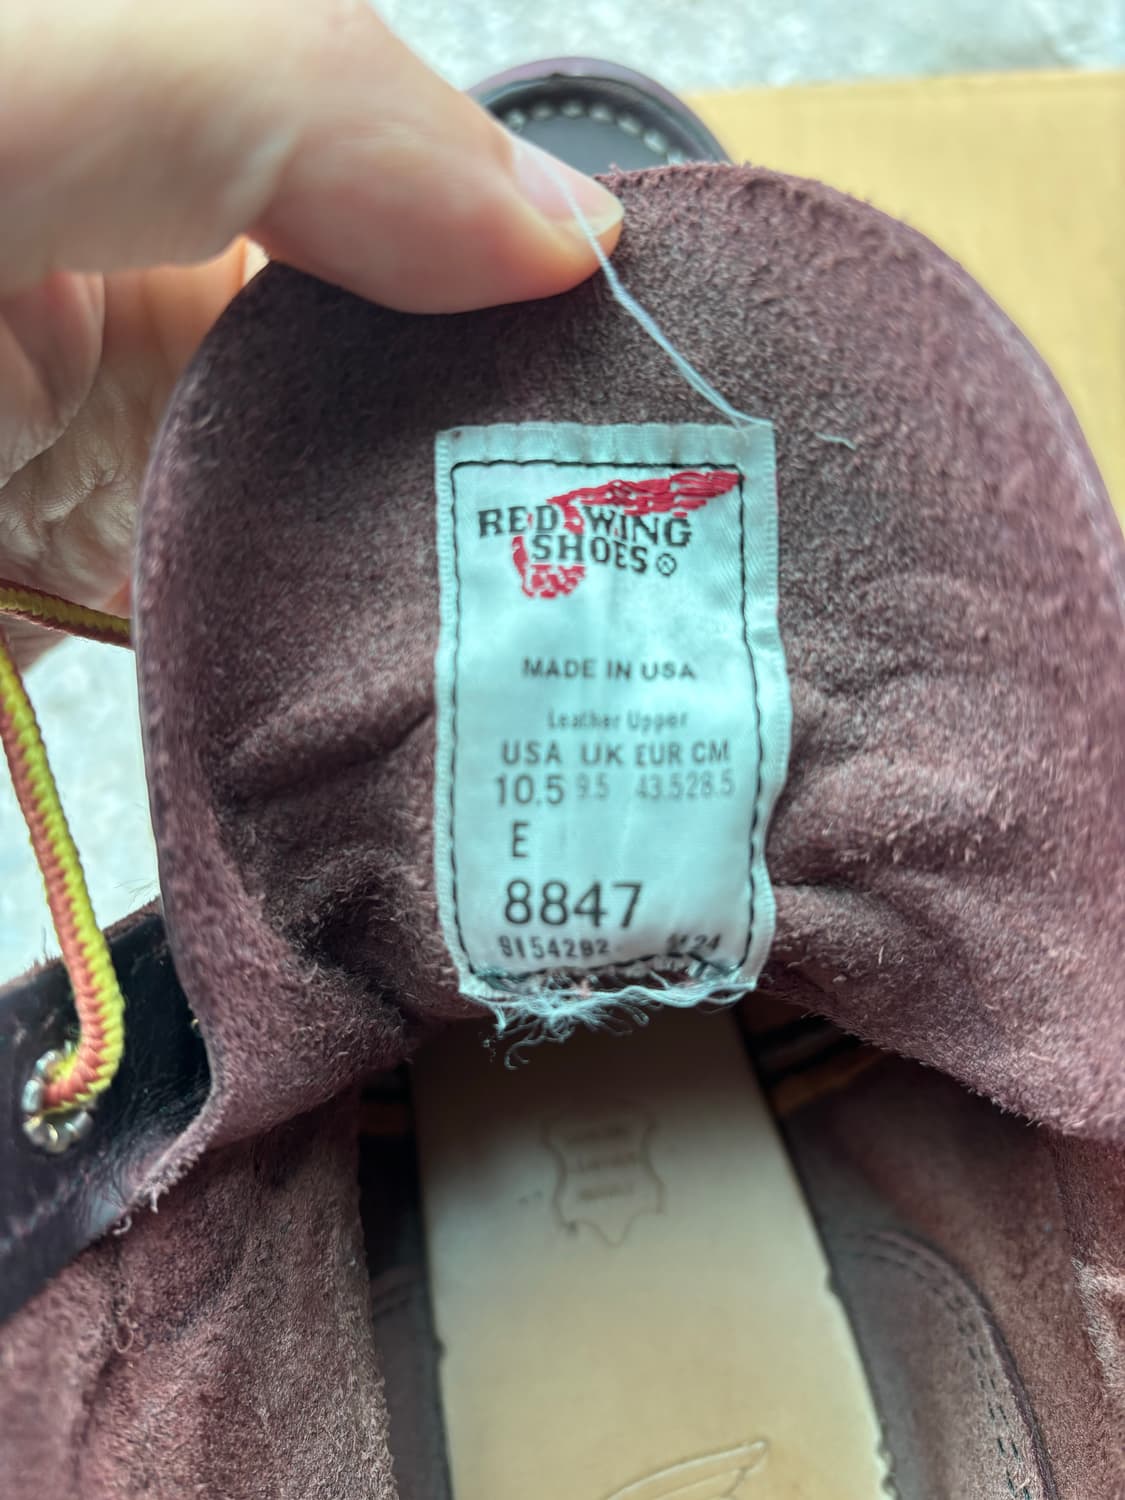 RED WING
SHOES®
MADE IN USA
Leather Upper
USA UK EUR CM
10.5 9.5 43.5 28.5
E
8847